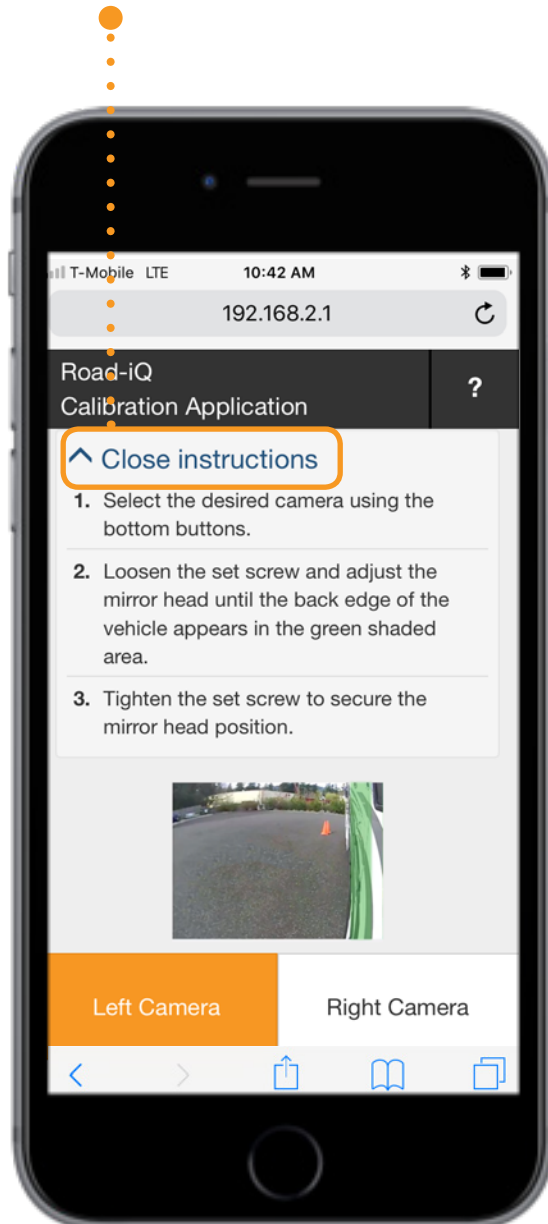 T-Mobile LTE 10:42 AM
192.168.2.1
Road-iQ
Calibration Application
?
Close instructions
1. Select the desired camera using the
bottom buttons.
2. Loosen the set screw and adjust the
mirror head until the back edge of the
vehicle appears in the green shaded
area.
3. Tighten the set screw to secure the
mirror head position.
Left Camera Right Camera